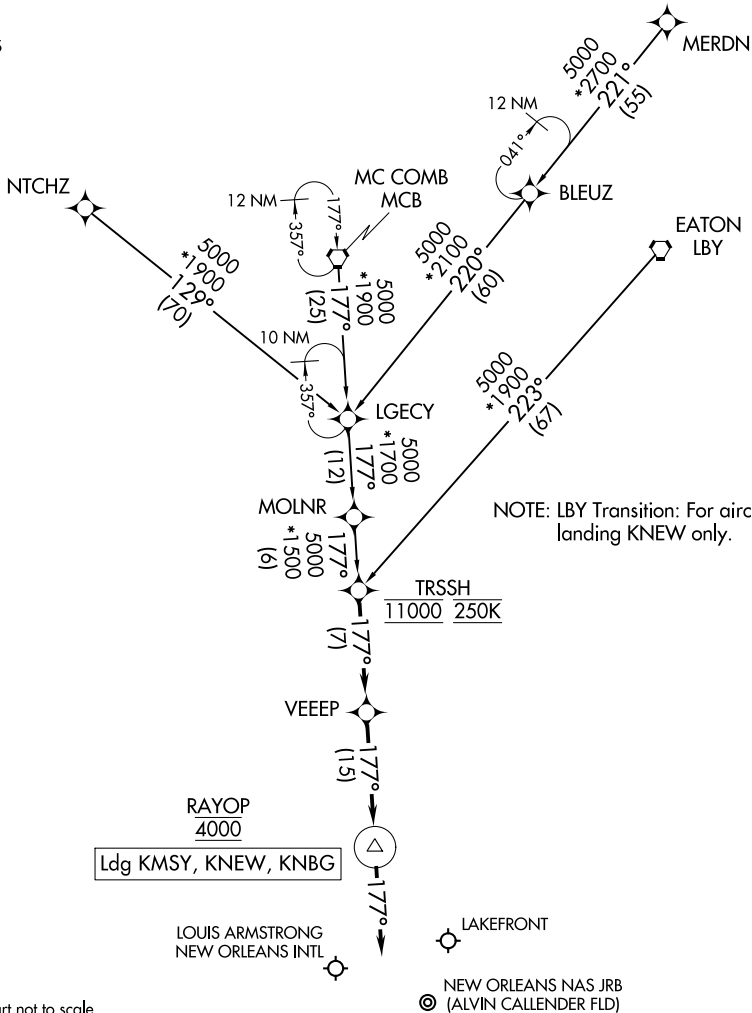 MERDN
5000
*2700
221°
(55)
12 NM
041°
BLEUZ
NTCHZ
MC COMB
MCB
12 NM
177°
357°
EATON
LBY
5000
*1900
129°
(70)
5000
*1900
177°
(25)
5000
*2100
220°
(60)
10 NM
357°
LGECY
5000
*1900
223°
(67)
5000
*1700
177°
(12)
MOLNR
NOTE: LBY Transition: For airc
landing KNEW only.
177°
5000
*1500
(6)
TRSSH
11000 250K
177°
(7)
VEEEP
177°
(15)
RAYOP
4000
Ldg KMSY, KNEW, KNBG
177°
LOUIS ARMSTRONG
NEW ORLEANS INTL
LAKEFRONT
NEW ORLEANS NAS JRB
(ALVIN CALLENDER FLD)
art not to scale